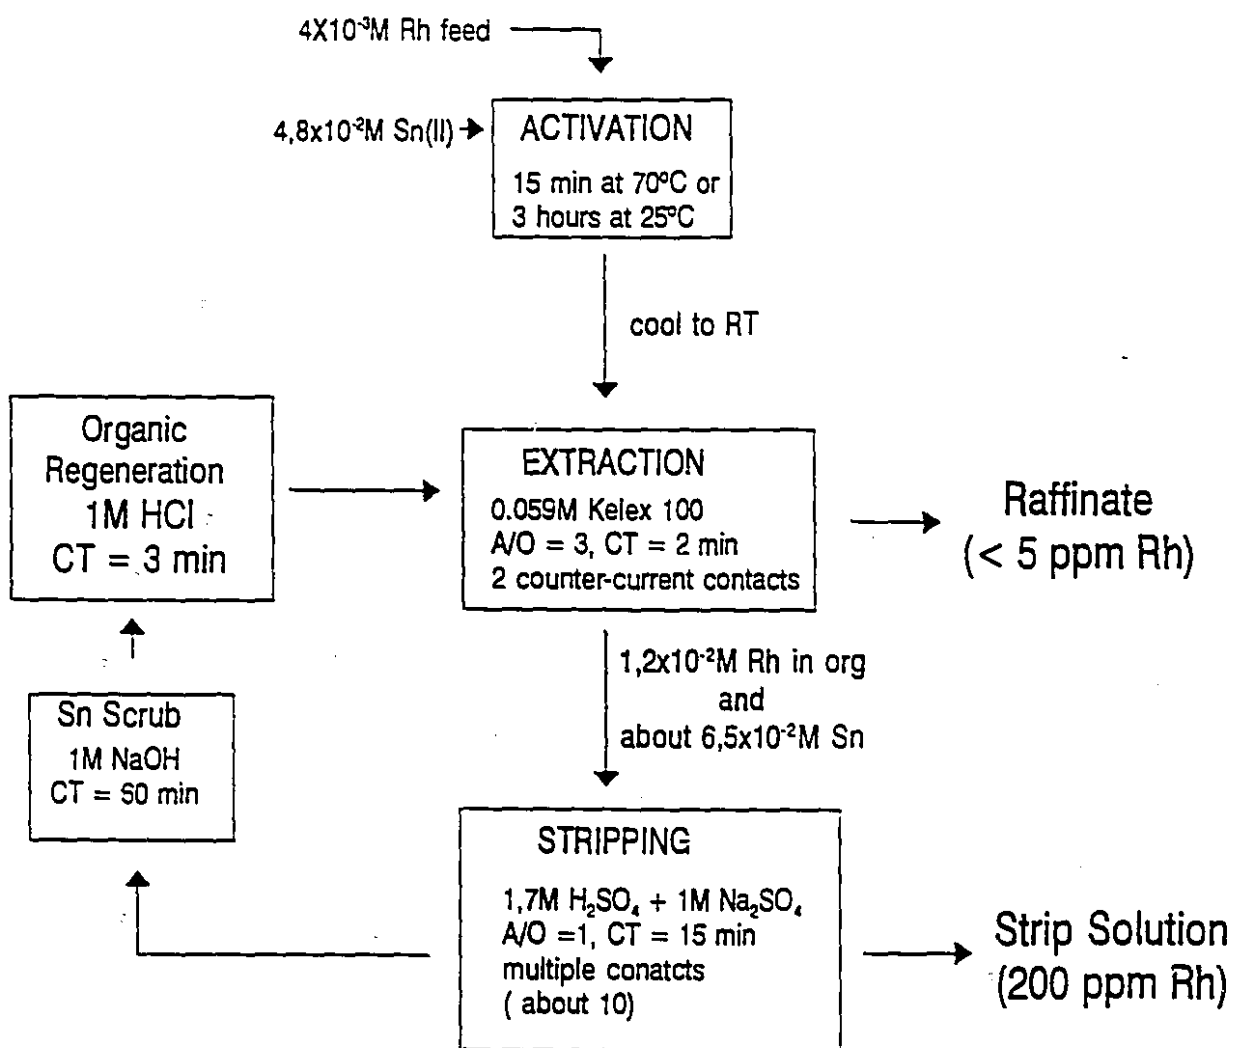 4X10⁻³M Rh feed
4,8x10⁻²M Sn(II)
ACTIVATION
15 min at 70ºC or
3 hours at 25ºC
cool to RT
Organic
Regeneration
1M HCl
CT = 3 min
EXTRACTION
0.059M Kelex 100
A/O = 3, CT = 2 min
2 counter-current contacts
Raffinate
(< 5 ppm Rh)
1,2x10⁻²M Rh in org
and
about 6,5x10⁻²M Sn
Sn Scrub
1M NaOH
CT = 60 min
STRIPPING
1,7M H₂SO₄ + 1M Na₂SO₄
A/O =1, CT = 15 min
multiple conatcts
( about 10)
Strip Solution
(200 ppm Rh)